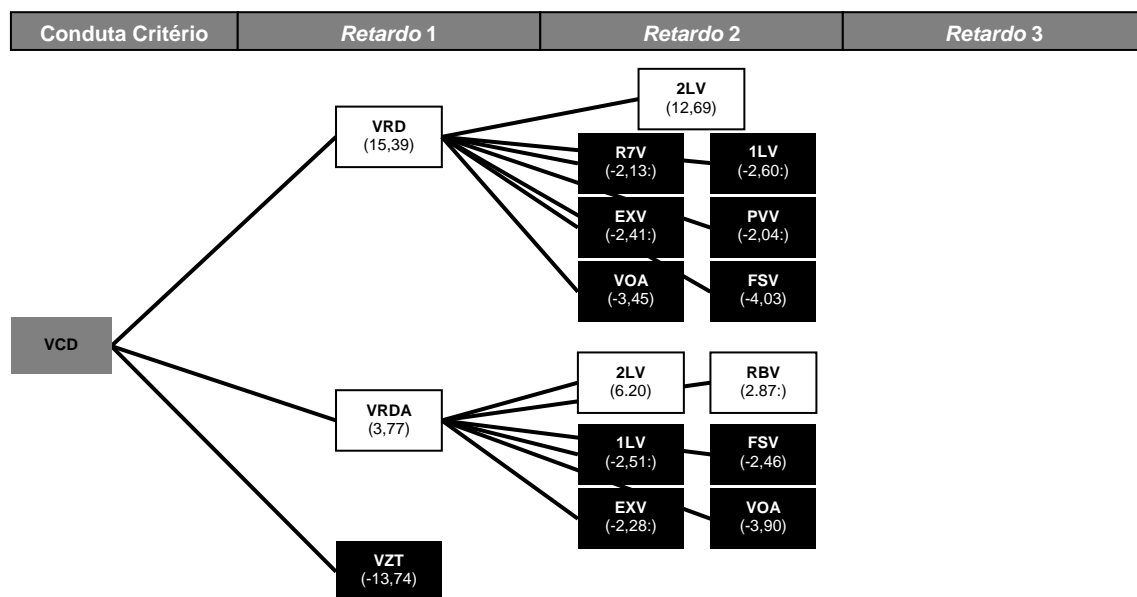 Conduta Critério
Retardo 1
Retardo 2
Retardo 3
VCD
VRD
(15,39)
2LV
(12,69)
R7V
(-2,13:)
1LV
(-2,60:)
EXV
(-2,41:)
PVV
(-2,04:)
VOA
(-3,45)
FSV
(-4,03)
VRDA
(3,77)
2LV
(6.20)
RBV
(2.87:)
1LV
(-2,51:)
FSV
(-2,46)
EXV
(-2,28:)
VOA
(-3,90)
VZT
(-13,74)